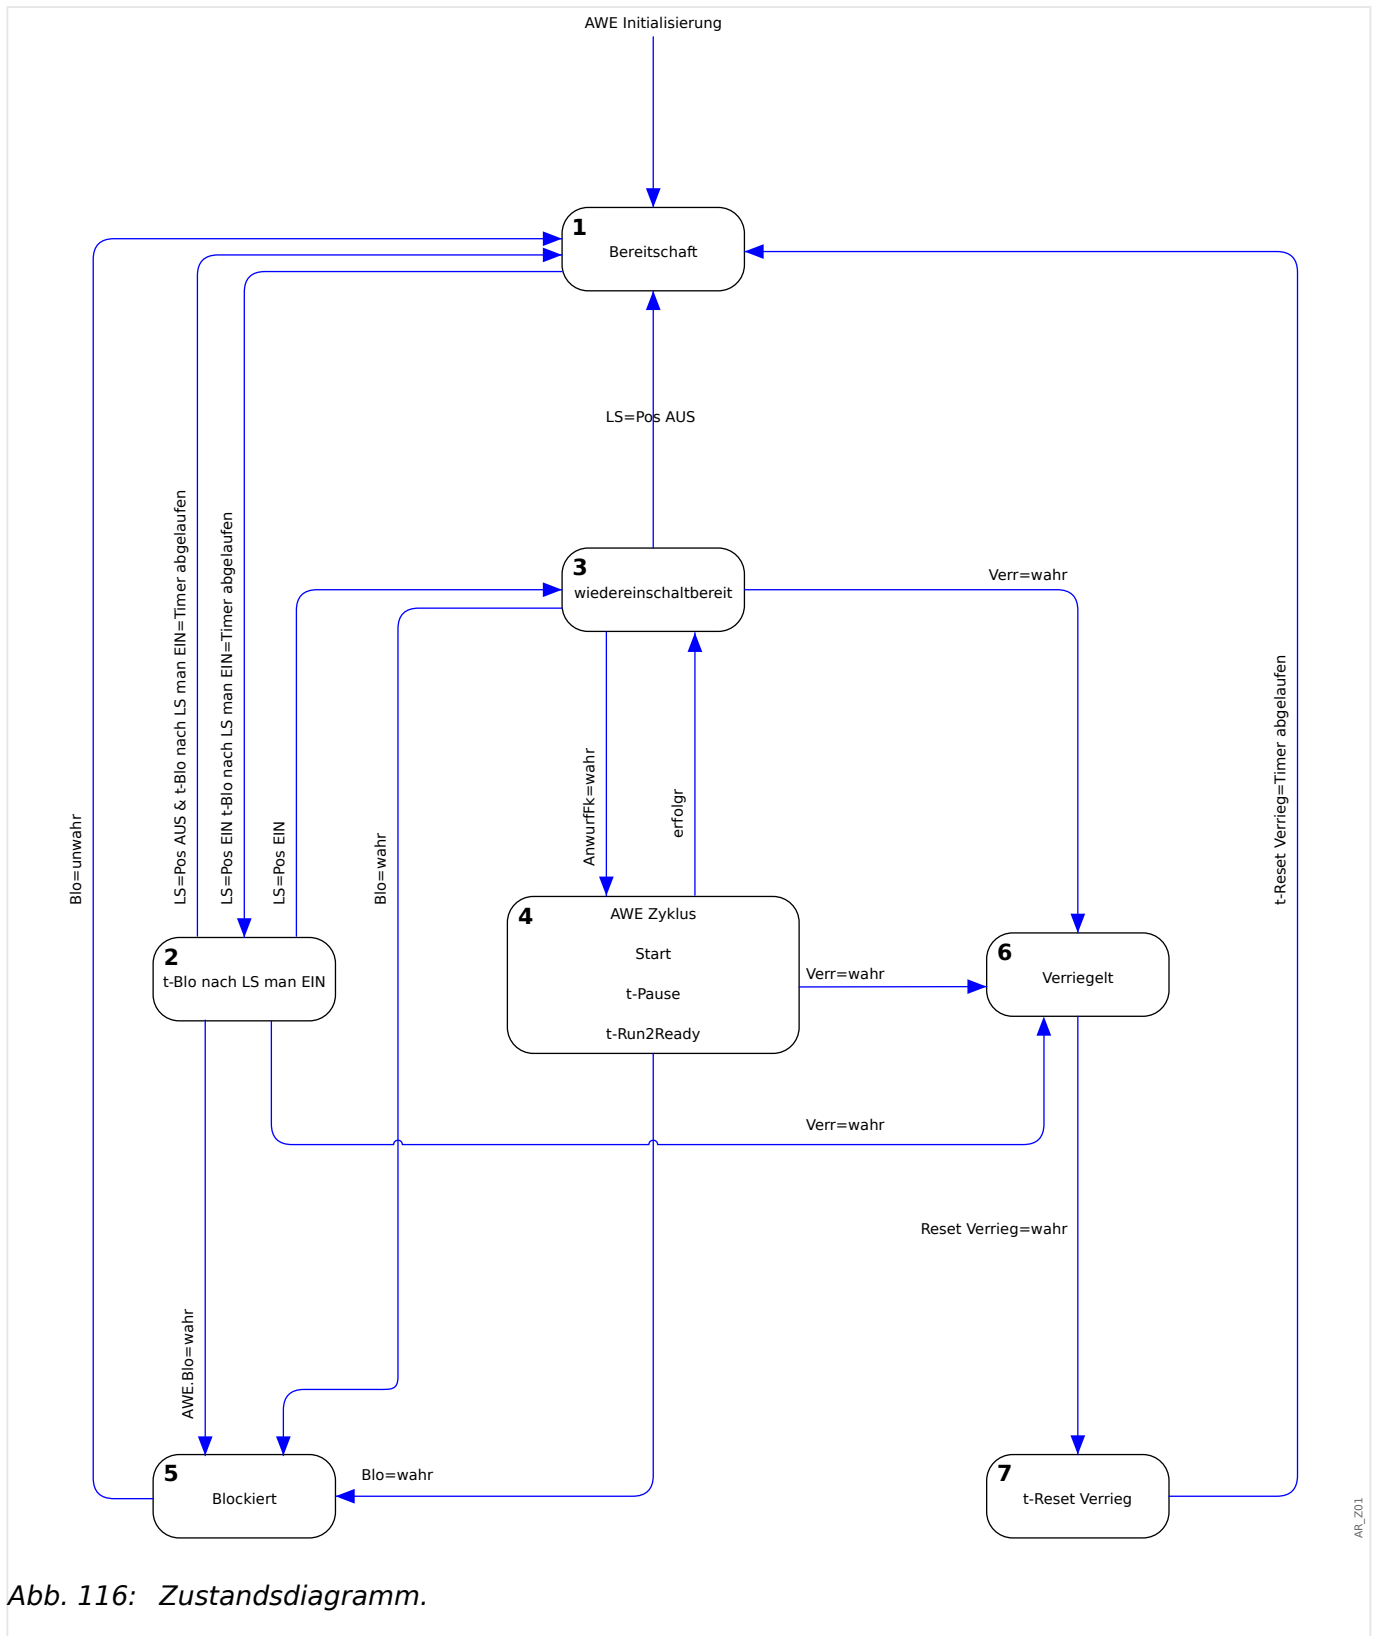 AWE Initialisierung
1
Bereitschaft
LS=Pos AUS
3
wiedereinschaltbereit
Verr=wahr
Blo=unwahr
LS=Pos AUS & t-Blo nach LS man EIN=Timer abgelaufen
LS=Pos EIN t-Blo nach LS man EIN=Timer abgelaufen
LS=Pos EIN
Blo=wahr
AnwurfFk=wahr
erfolgr
t-Reset Verrieg=Timer abgelaufen
2
t-Blo nach LS man EIN
4
AWE Zyklus
Start
t-Pause
t-Run2Ready
Verr=wahr
6
Verriegelt
Verr=wahr
Reset Verrieg=wahr
AWE.Blo=wahr
5
Blockiert
Blo=wahr
7
t-Reset Verrieg
AR_Z01
Abb. 116: Zustandsdiagramm.